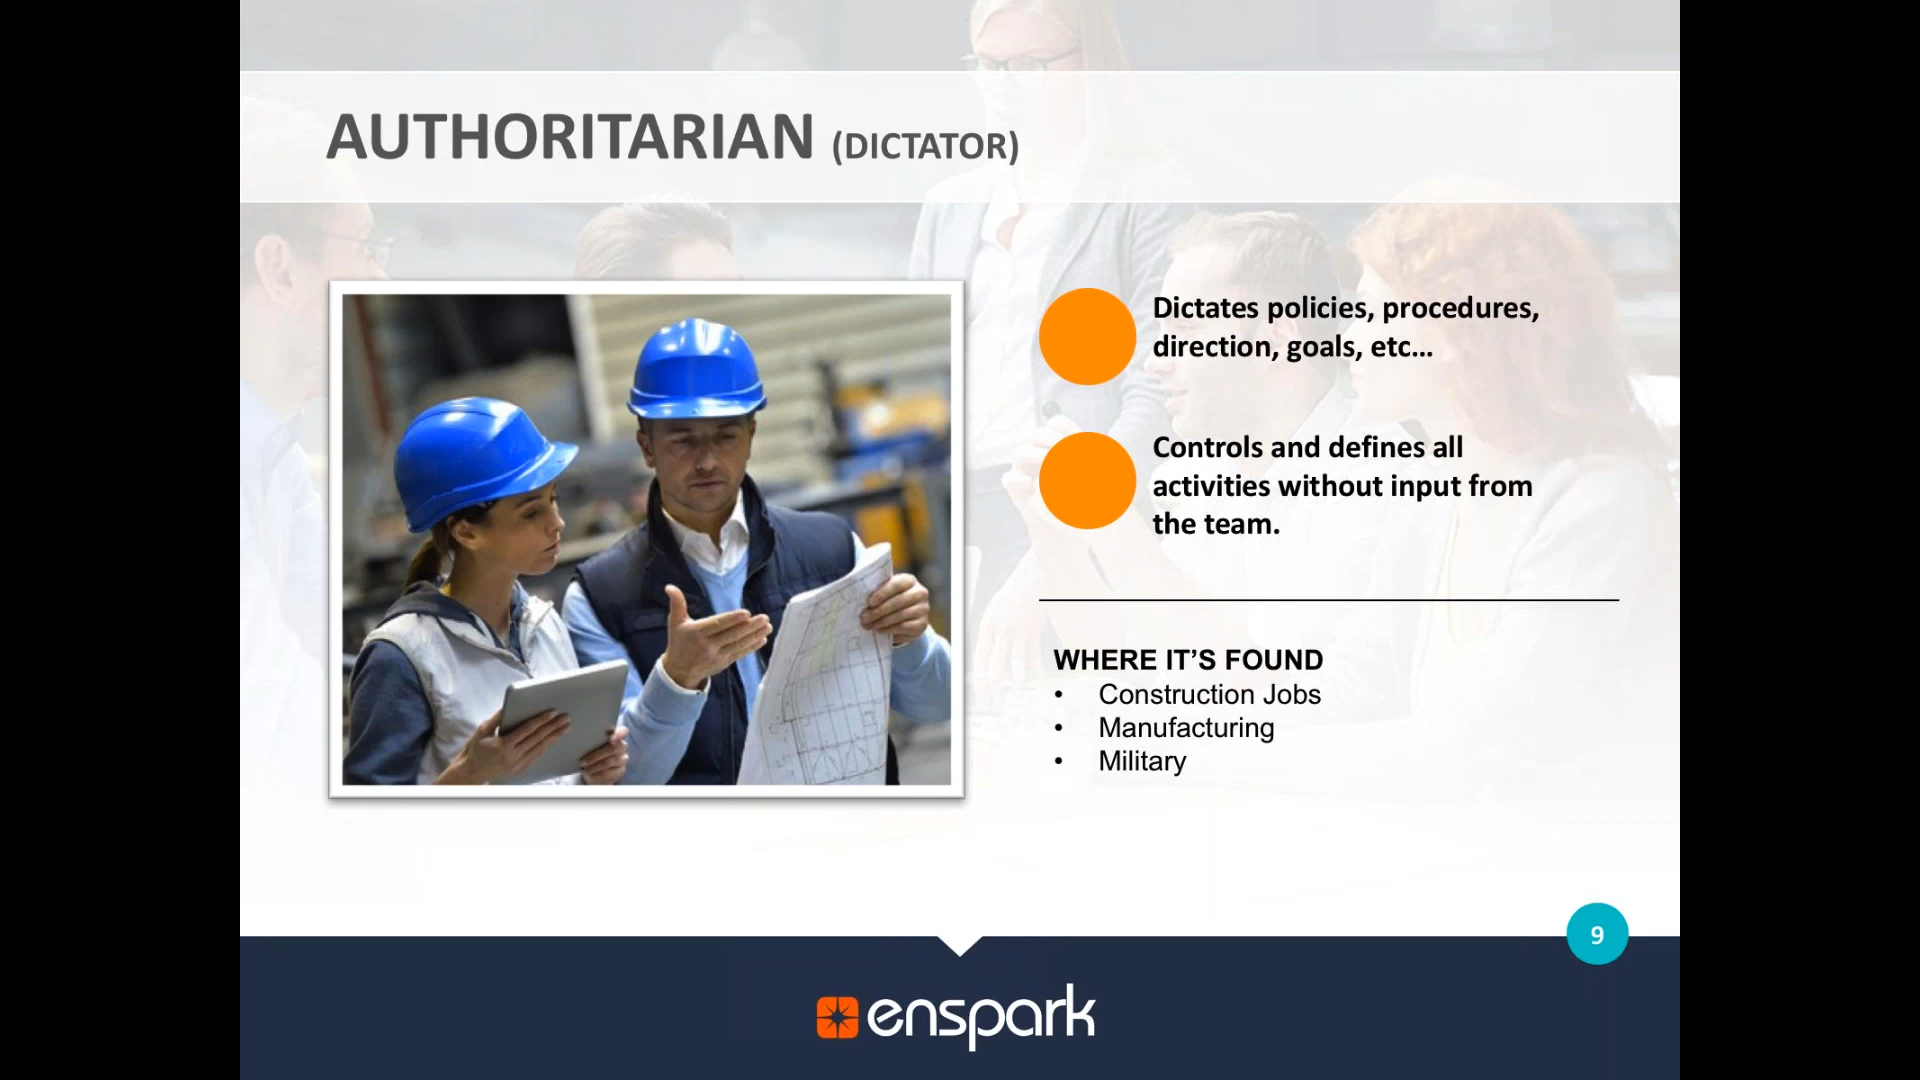 AUTHORITARIAN (DICTATOR)
Dictates policies, procedures,
direction, goals, etc...
Controls and defines all
activities without input from
the team.
WHERE IT’S FOUND
• Construction Jobs
• Manufacturing
• Military
9
enspark